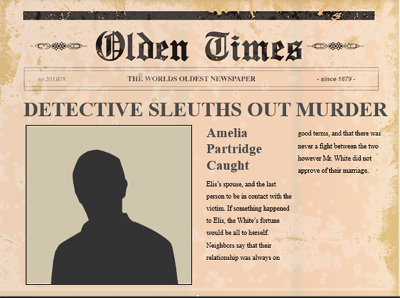 Olden Times
no.203,678 THE WORLDS OLDEST NEWSPAPER - since 1879 -
DETECTIVE SLEUTHS OUT MURDER
Amelia
Partridge
Caught
Elis's spouse, and the last
person to be in contact with the
victim. If something happened
to Elis, the White's fortune
would be all to herself.
Neighbors say that their
relationship was always on
good terms, and that there was
never a fight between the two
however Mr. White did not
approve of their marriage.